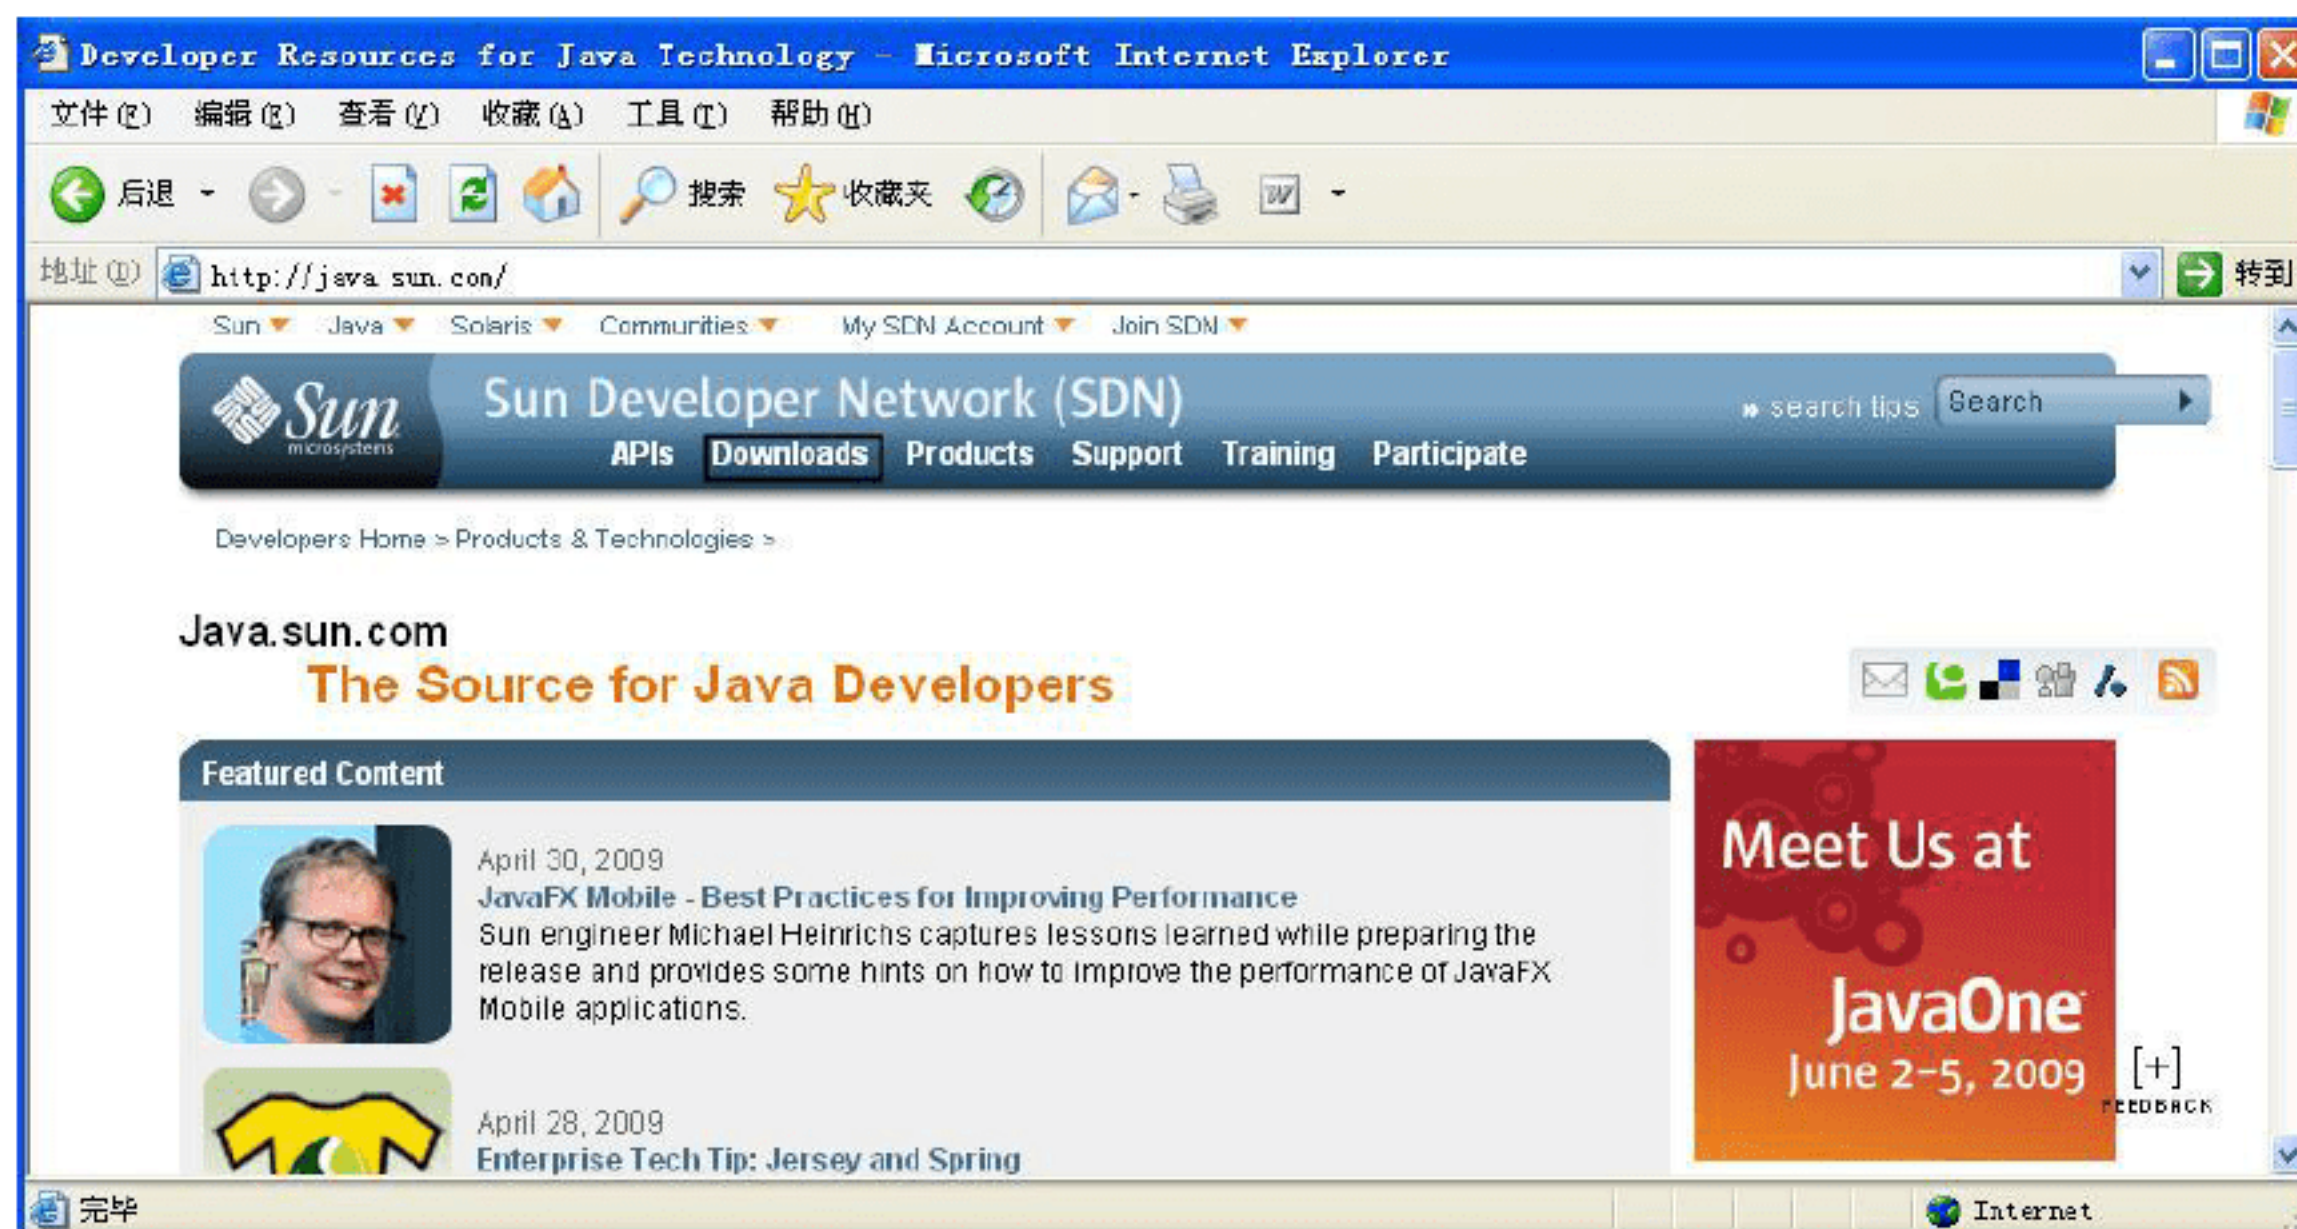 Developer Resources for Java Technology - Microsoft Internet Explorer
文件(F) 编辑(E) 查看(V) 收藏(A) 工具(T) 帮助(H)
后退 搜索 收藏夹
地址(D) http://java.sun.com/ 转到
Sun Java Solaris Communities My SDN Account Join SDN
Sun microsystems
Sun Developer Network (SDN)
» search tips Search
APIs Downloads Products Support Training Participate
Developers Home > Products & Technologies >
Java.sun.com
The Source for Java Developers
Featured Content
April 30, 2009
JavaFX Mobile - Best Practices for Improving Performance
Sun engineer Michael Heinrichs captures lessons learned while preparing the
release and provides some hints on how to improve the performance of JavaFX
Mobile applications.
April 28, 2009
Enterprise Tech Tip: Jersey and Spring
Meet Us at
JavaOne
June 2-5, 2009
[+]
FEEDBACK
完毕 Internet